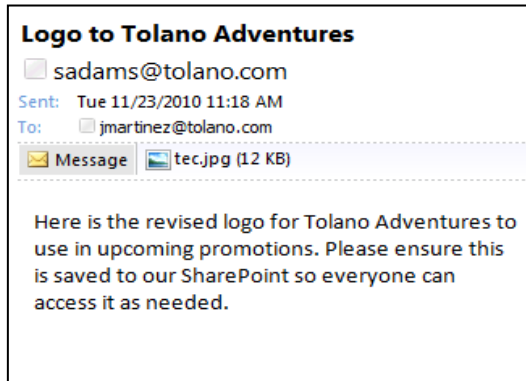 Logo to Tolano Adventures
sadams@tolano.com
Sent: Tue 11/23/2010 11:18 AM
To: jmartinez@tolano.com
Message tec.jpg (12 KB)
Here is the revised logo for Tolano Adventures to
use in upcoming promotions. Please ensure this
is saved to our SharePoint so everyone can
access it as needed.